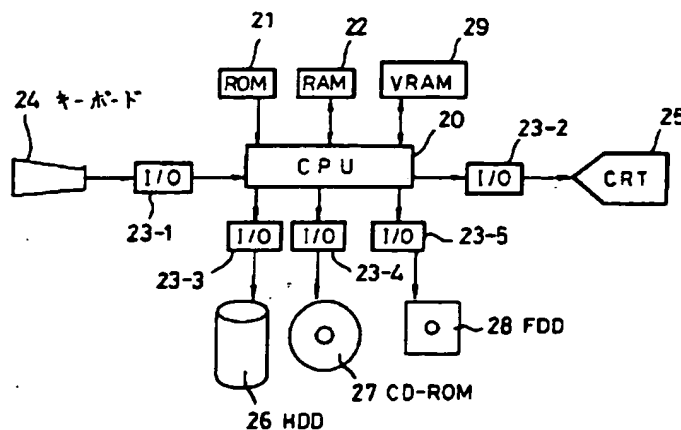 21
22
29
ROM
RAM
VRAM
24 キーボード
20
23-2
25
I/O
CPU
I/O
CRT
23-1
I/O
I/O
I/O
23-5
23-3
23-4
28 FDD
27 CD-ROM
26 HDD